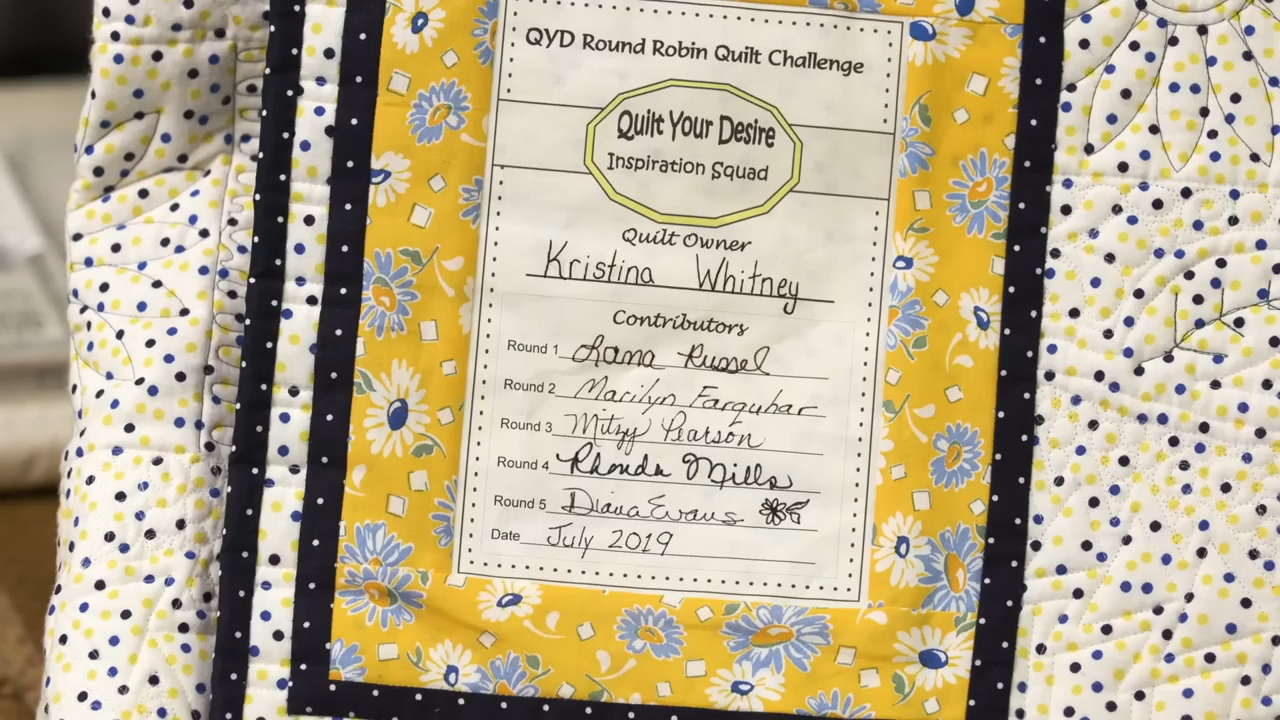 QYD Round Robin Quilt Challenge
Quilt Your Desire
Inspiration Squad
Quilt Owner
Kristina Whitney
Contributors
Round 1 Lana Russel
Round 2 Marilyn Farquhar
Round 3 Mitzy Pearson
Round 4 Rhonda Mills
Round 5 Diana Evans
Date July 2019